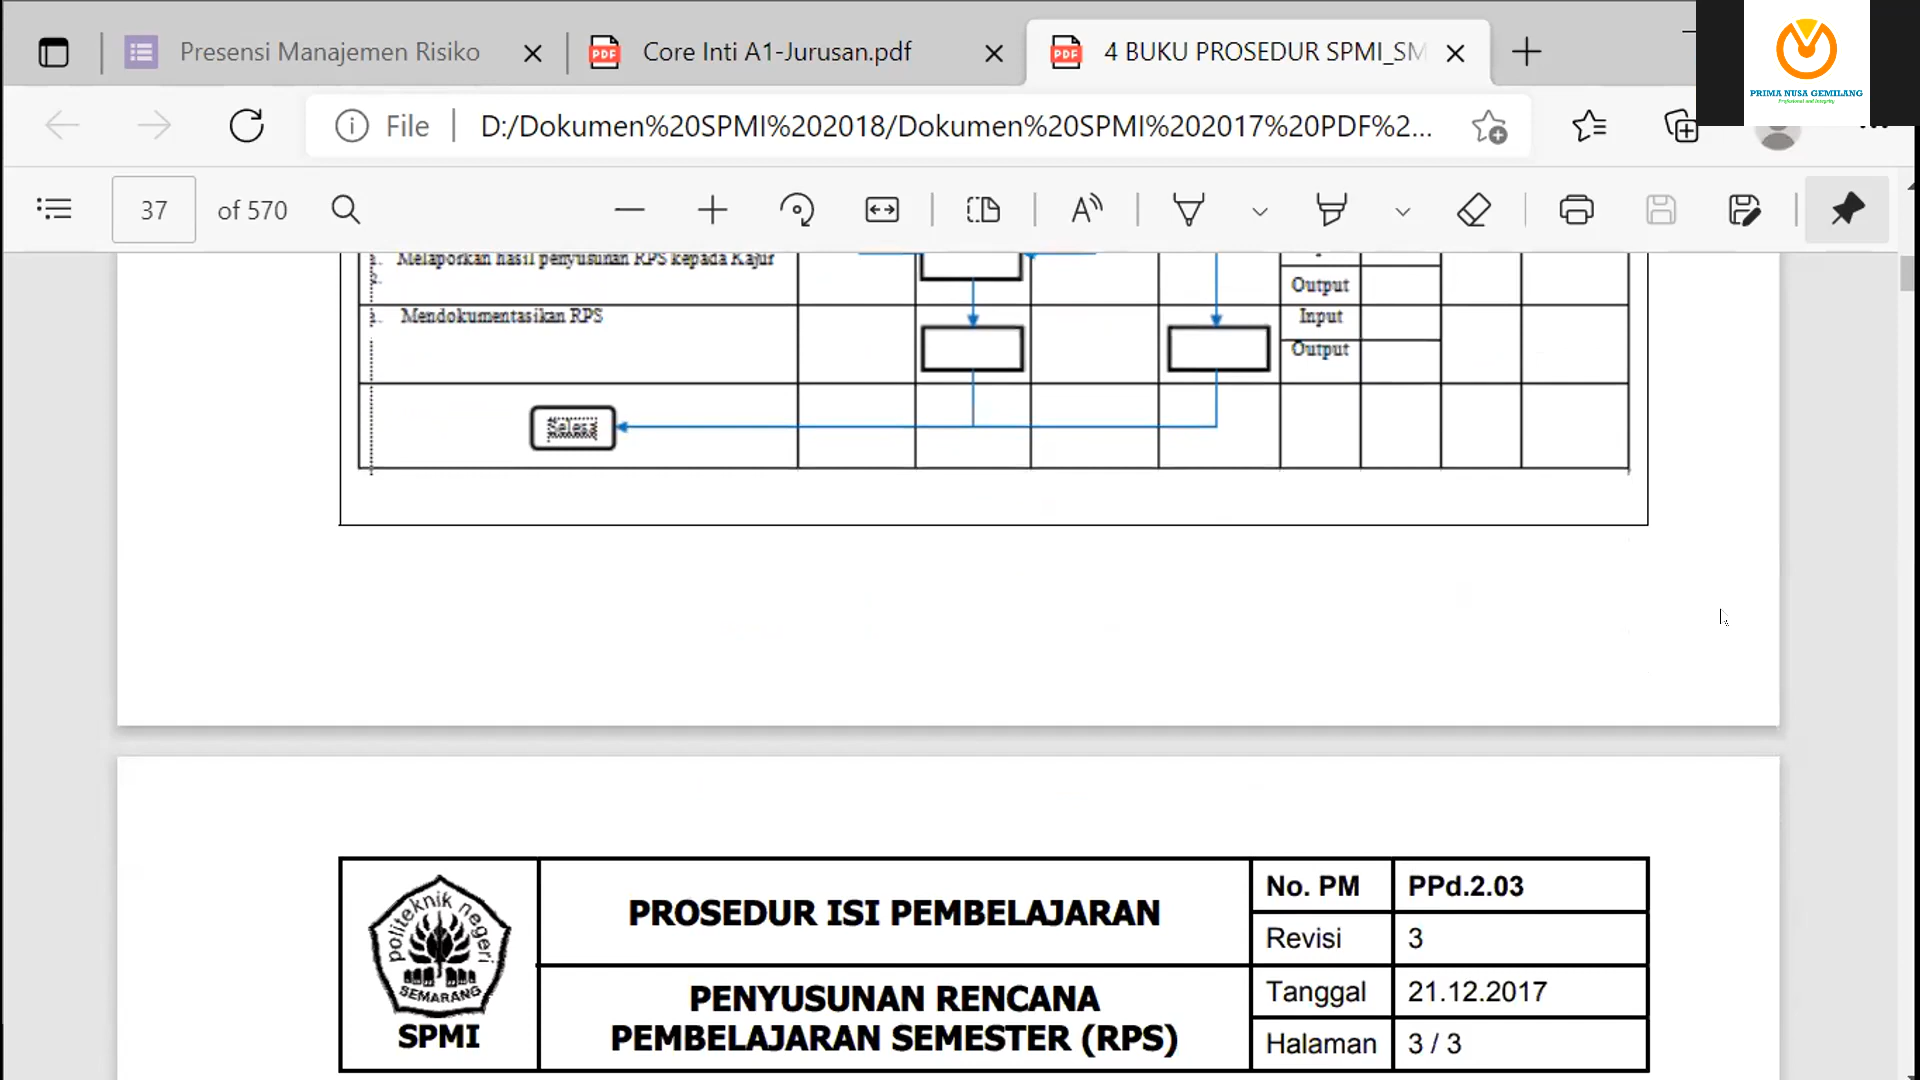 Presensi Manajemen Risiko
Core Inti A1-Jurusan.pdf
4 BUKU PROSEDUR SPMI_SM
PRIMA NUSA GEMILANG
Profesional and Integrity
File
D:/Dokumen%20SPMI%202018/Dokumen%20SPMI%202017%20PDF%2...
37
of 570
Melaporkan hasil penyusunan RPS kepada Kajur
Output
Mendokumentasikan RPS
Input
Output
Selesai
PROSEDUR ISI PEMBELAJARAN
PENYUSUNAN RENCANA
PEMBELAJARAN SEMESTER (RPS)
politeknik negeri
SEMARANG
SPMI
No. PM
PPd.2.03
Revisi
3
Tanggal
21.12.2017
Halaman
3 / 3